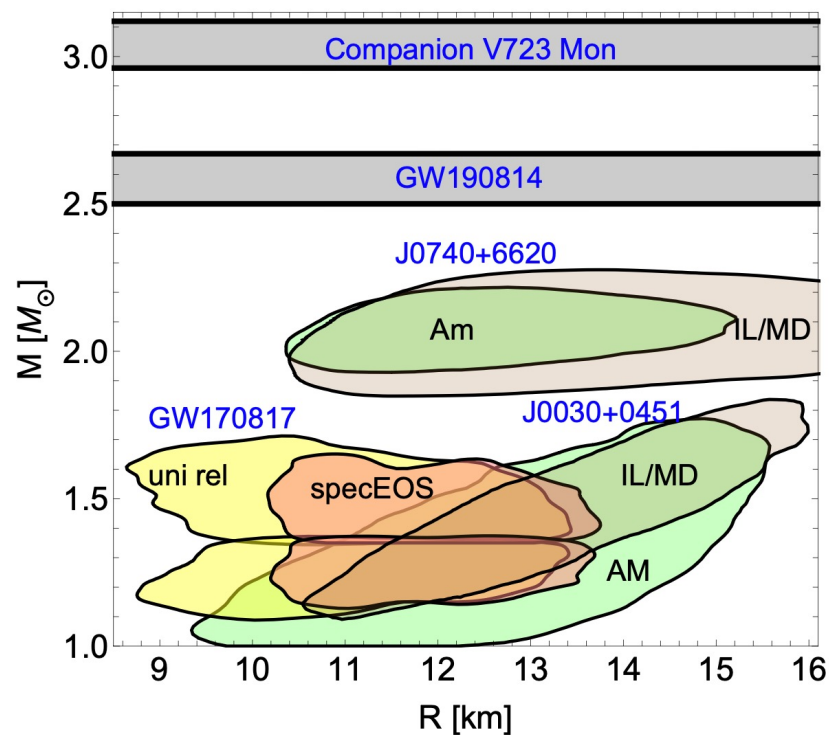 Companion V723 Mon
3.0
GW190814
2.5
J0740+6620
Am
IL/MD
2.0
M [M⊙]
GW170817
J0030+0451
uni rel
specEOS
IL/MD
1.5
AM
1.0
9 10 11 12 13 14 15 16
R [km]